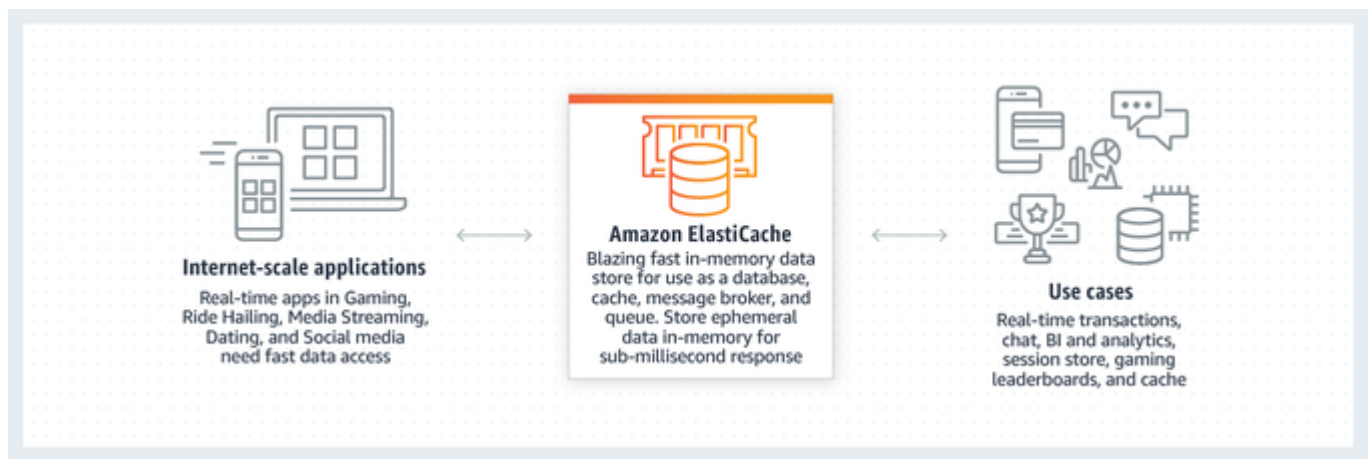 Internet-scale applications
Real-time apps in Gaming,
Ride Hailing, Media Streaming,
Dating, and Social media
need fast data access
Amazon ElastiCache
Blazing fast in-memory data
store for use as a database,
cache, message broker, and
queue. Store ephemeral
data in-memory for
sub-millisecond response
Use cases
Real-time transactions,
chat, BI and analytics,
session store, gaming
leaderboards, and cache